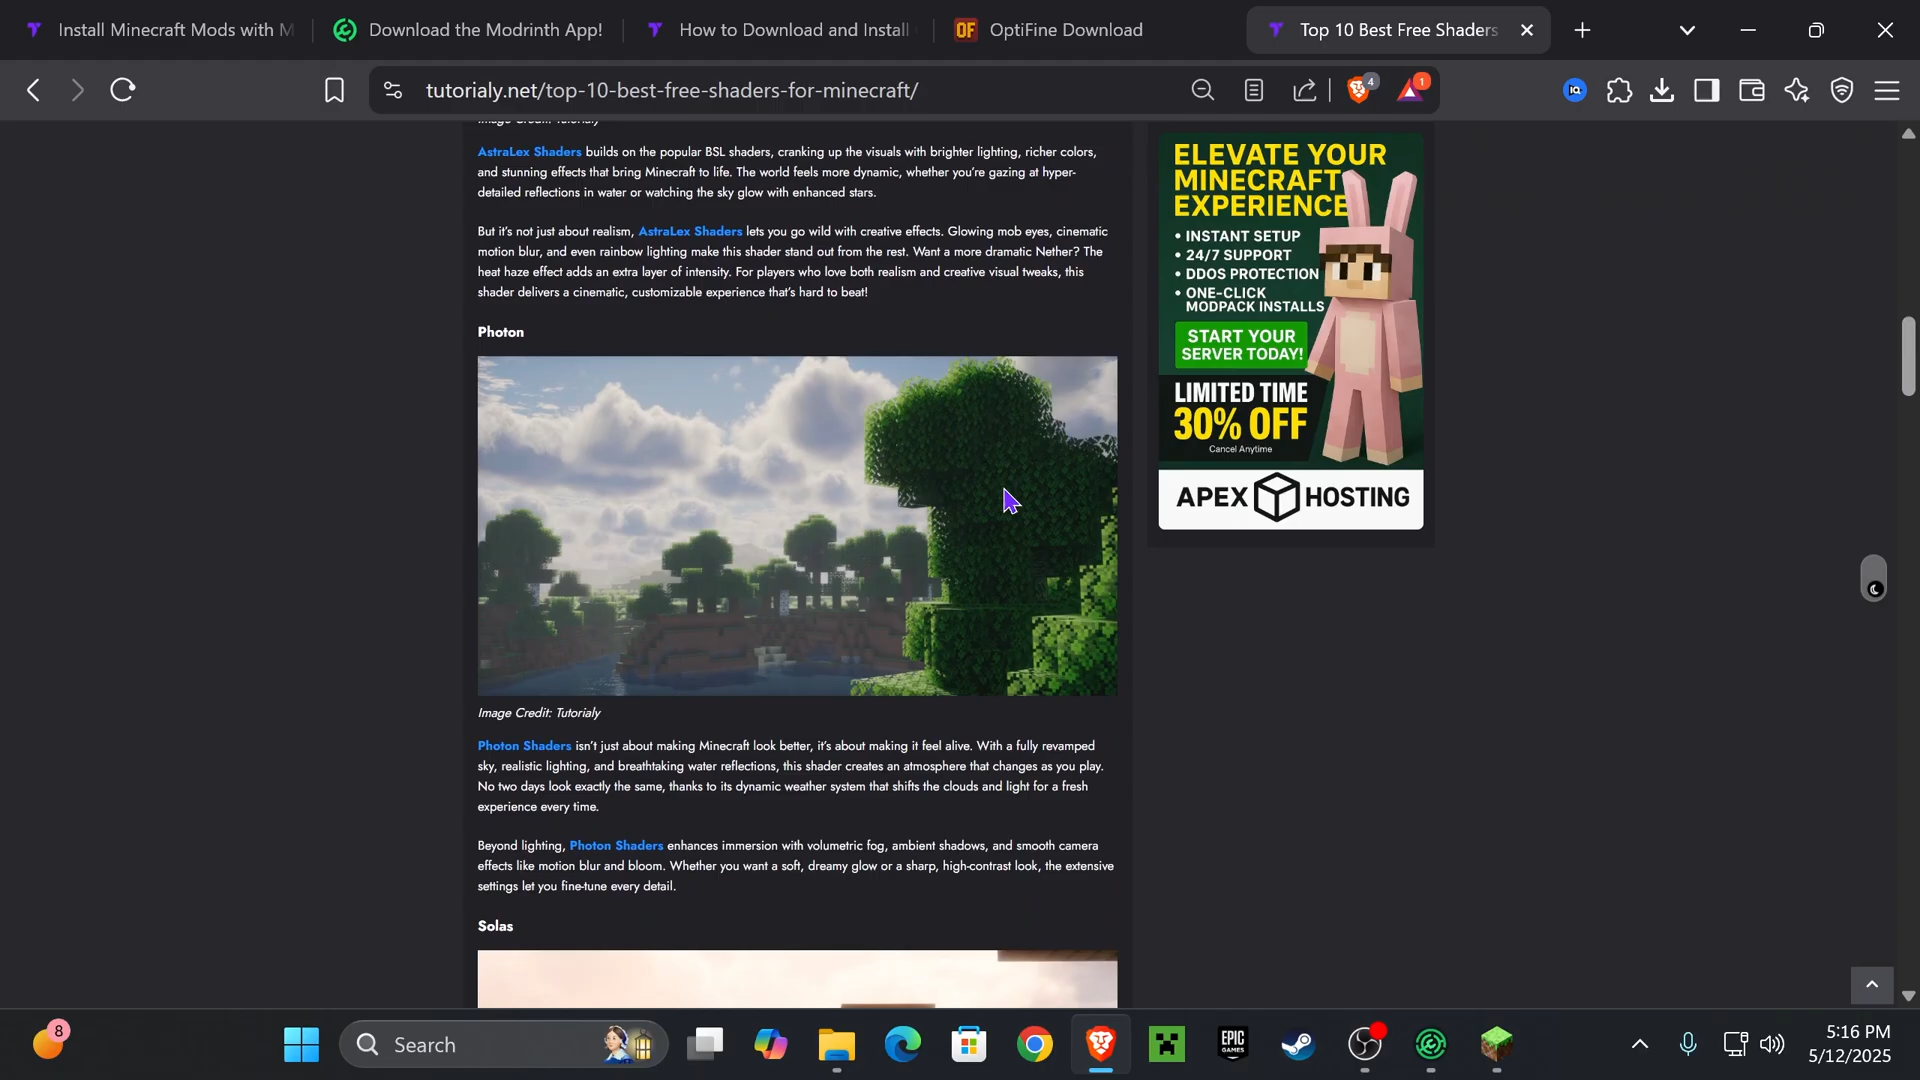 Install Minecraft Mods with M
Download the Modrinth App!
How to Download and Install
OF
OptiFine Download
Top 10 Best Free Shaders
tutorialy.net/top-10-best-free-shaders-for-minecraft/
4
1
IQ
Image Credit: Tutorialy
AstraLex Shaders builds on the popular BSL shaders, cranking up the visuals with brighter lighting, richer colors,
and stunning effects that bring Minecraft to life. The world feels more dynamic, whether you're gazing at hyper-
detailed reflections in water or watching the sky glow with enhanced stars.
But it's not just about realism, AstraLex Shaders lets you go wild with creative effects. Glowing mob eyes, cinematic
motion blur, and even rainbow lighting make this shader stand out from the rest. Want a more dramatic Nether? The
heat haze effect adds an extra layer of intensity. For players who love both realism and creative visual tweaks, this
shader delivers a cinematic, customizable experience that's hard to beat!
Photon
Image Credit: Tutorialy
Photon Shaders isn't just about making Minecraft look better, it's about making it feel alive. With a fully revamped
sky, realistic lighting, and breathtaking water reflections, this shader creates an atmosphere that changes as you play.
No two days look exactly the same, thanks to its dynamic weather system that shifts the clouds and light for a fresh
experience every time.
Beyond lighting, Photon Shaders enhances immersion with volumetric fog, ambient shadows, and smooth camera
effects like motion blur and bloom. Whether you want a soft, dreamy glow or a sharp, high-contrast look, the extensive
settings let you fine-tune every detail.
Solas
ELEVATE YOUR
MINECRAFT
EXPERIENCE
• INSTANT SETUP
• 24/7 SUPPORT
• DDOS PROTECTION
• ONE-CLICK
MODPACK INSTALLS
START YOUR
SERVER TODAY!
LIMITED TIME
30% OFF
Cancel Anytime
APEX HOSTING
8
Search
EPIC
GAMES
5:16 PM
5/12/2025